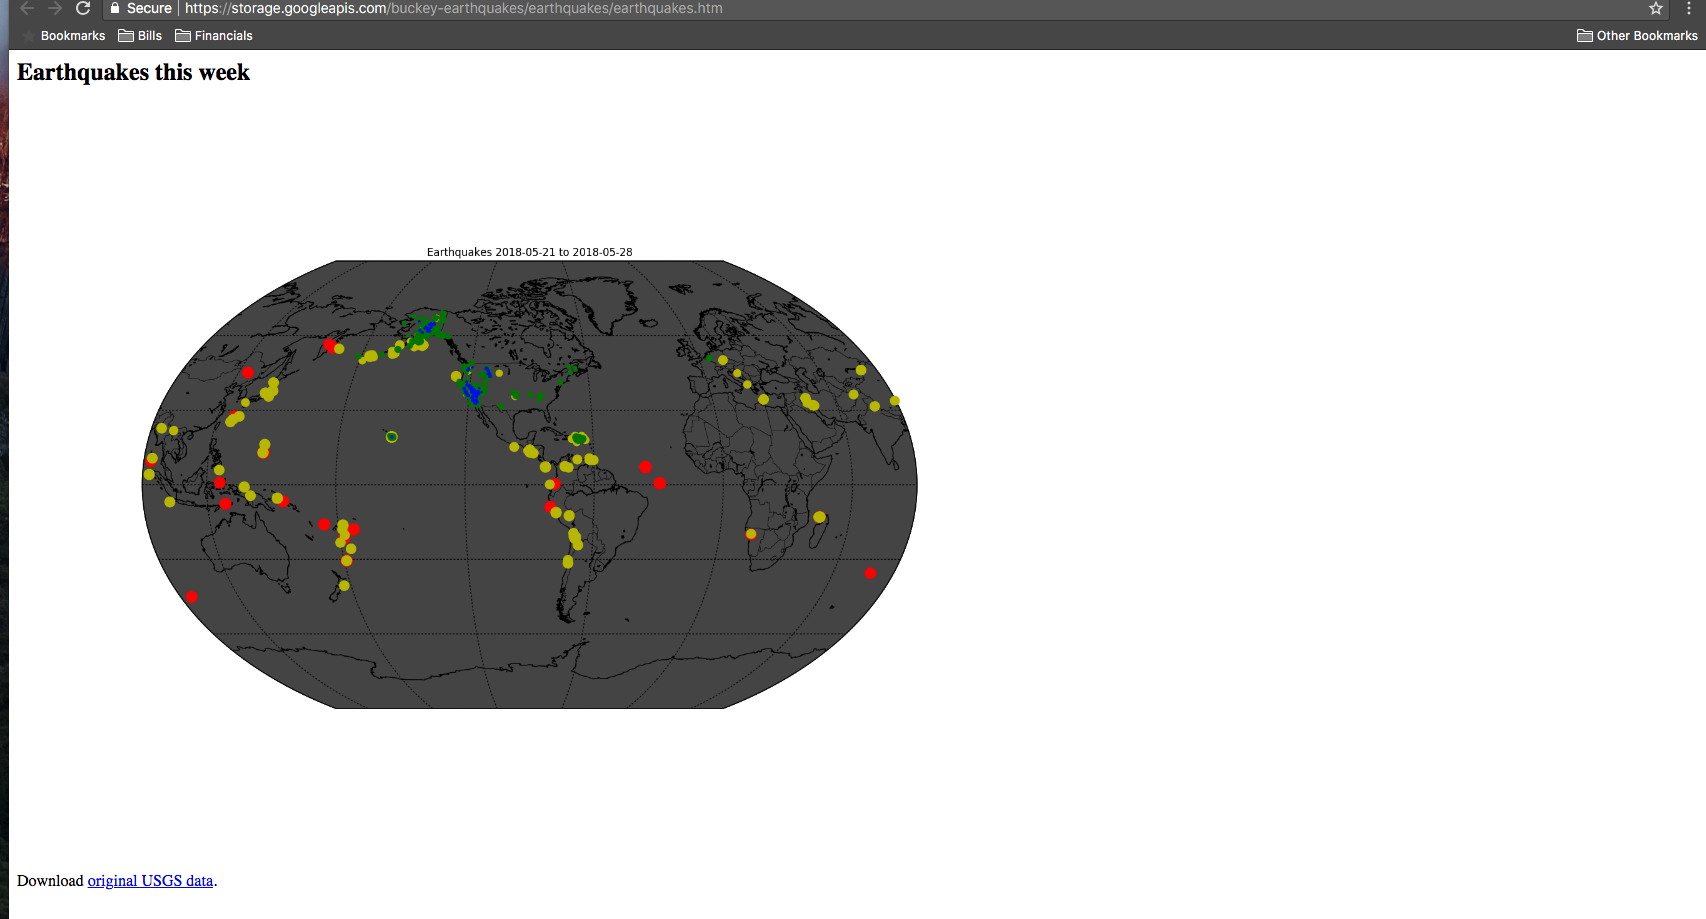 Secure https://storage.googleapis.com/buckey-earthquakes/earthquakes/earthquakes.htm
Bookmarks Bills Financials Other Bookmarks
Earthquakes this week
Earthquakes 2018-05-21 to 2018-05-28
Download original USGS data.